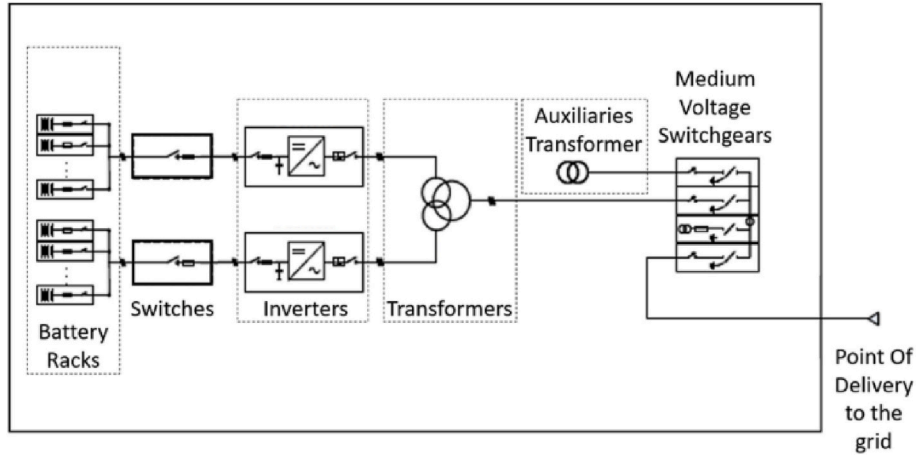 Medium
Voltage
Switchgears
Auxiliaries
Transformer
Switches
Inverters
Transformers
Battery
Racks
Point Of
Delivery
to the
grid